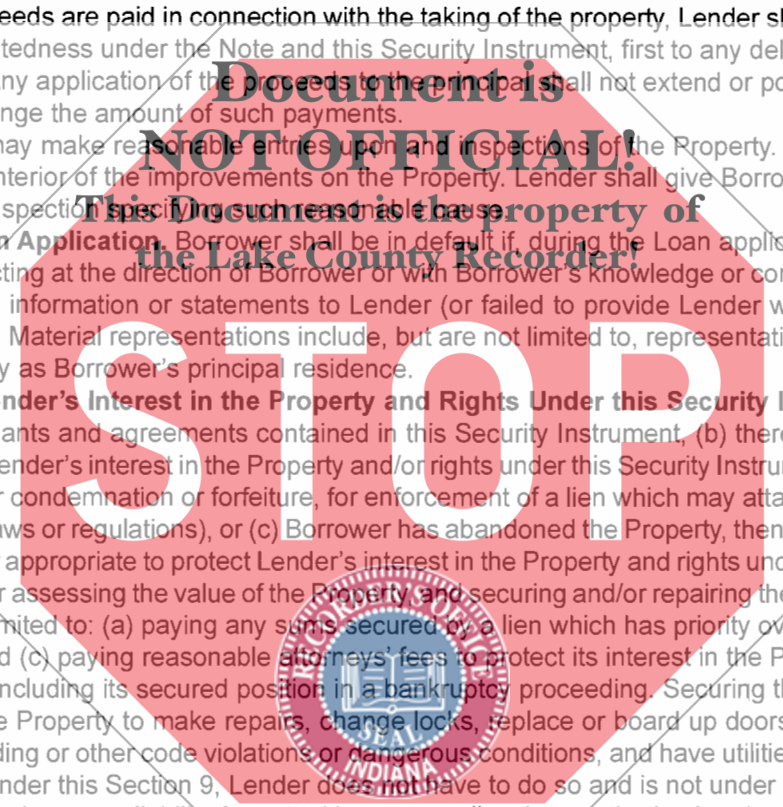 eeds are paid in connection with the taking of the property, Lender sh
tedness under the Note and this Security Instrument, first to any del
ny application of the proceeds to the principal shall not extend or po
nge the amount of such payments.
may make reasonable entries upon and inspections of the Property.
nterior of the improvements on the Property. Lender shall give Borro
spection specifying such reasonable cause.
n Application. Borrower shall be in default if, during the Loan applic
cting at the direction of Borrower or with Borrower's knowledge or con
information or statements to Lender (or failed to provide Lender w
Material representations include, but are not limited to, representati
y as Borrower's principal residence.
nder's Interest in the Property and Rights Under this Security I
ants and agreements contained in this Security Instrument, (b) there
ender's interest in the Property and/or rights under this Security Instru
r condemnation or forfeiture, for enforcement of a lien which may atta
aws or regulations), or (c) Borrower has abandoned the Property, then
r appropriate to protect Lender's interest in the Property and rights und
r assessing the value of the Property, and securing and/or repairing the
mited to: (a) paying any sums secured by a lien which has priority ov
d (c) paying reasonable attorneys' fees to protect its interest in the P
ncluding its secured position in a bankruptcy proceeding. Securing th
e Property to make repairs, change locks, replace or board up doors
ding or other code violations or dangerous conditions, and have utilitie
nder this Section 9, Lender does not have to do so and is not under
Document is
NOT OFFICIAL!
This Document is the property of
the Lake County Recorder!
STOP
RECORDER'S OFFICE
SEAL
INDIANA